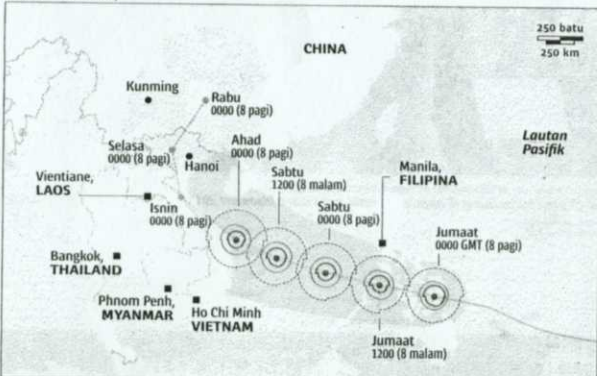 250 batu
250 km
CHINA
Kunming
Rabu
0000 (8 pagi)
Lautan
Pasifik
Selasa
0000 (8 pagi)
Hanoi
Ahad
0000 (8 pagi)
Sabtu
1200 (8 malam)
Manila,
FILIPINA
Vientiane,
LAOS
Isnin
0000 (8 pagi)
Sabtu
0000 (8 pagi)
Jumaat
0000 GMT (8 pagi)
Bangkok,
THAILAND
Phnom Penh,
MYANMAR
Ho Chi Minh
VIETNAM
Jumaat
1200 (8 malam)